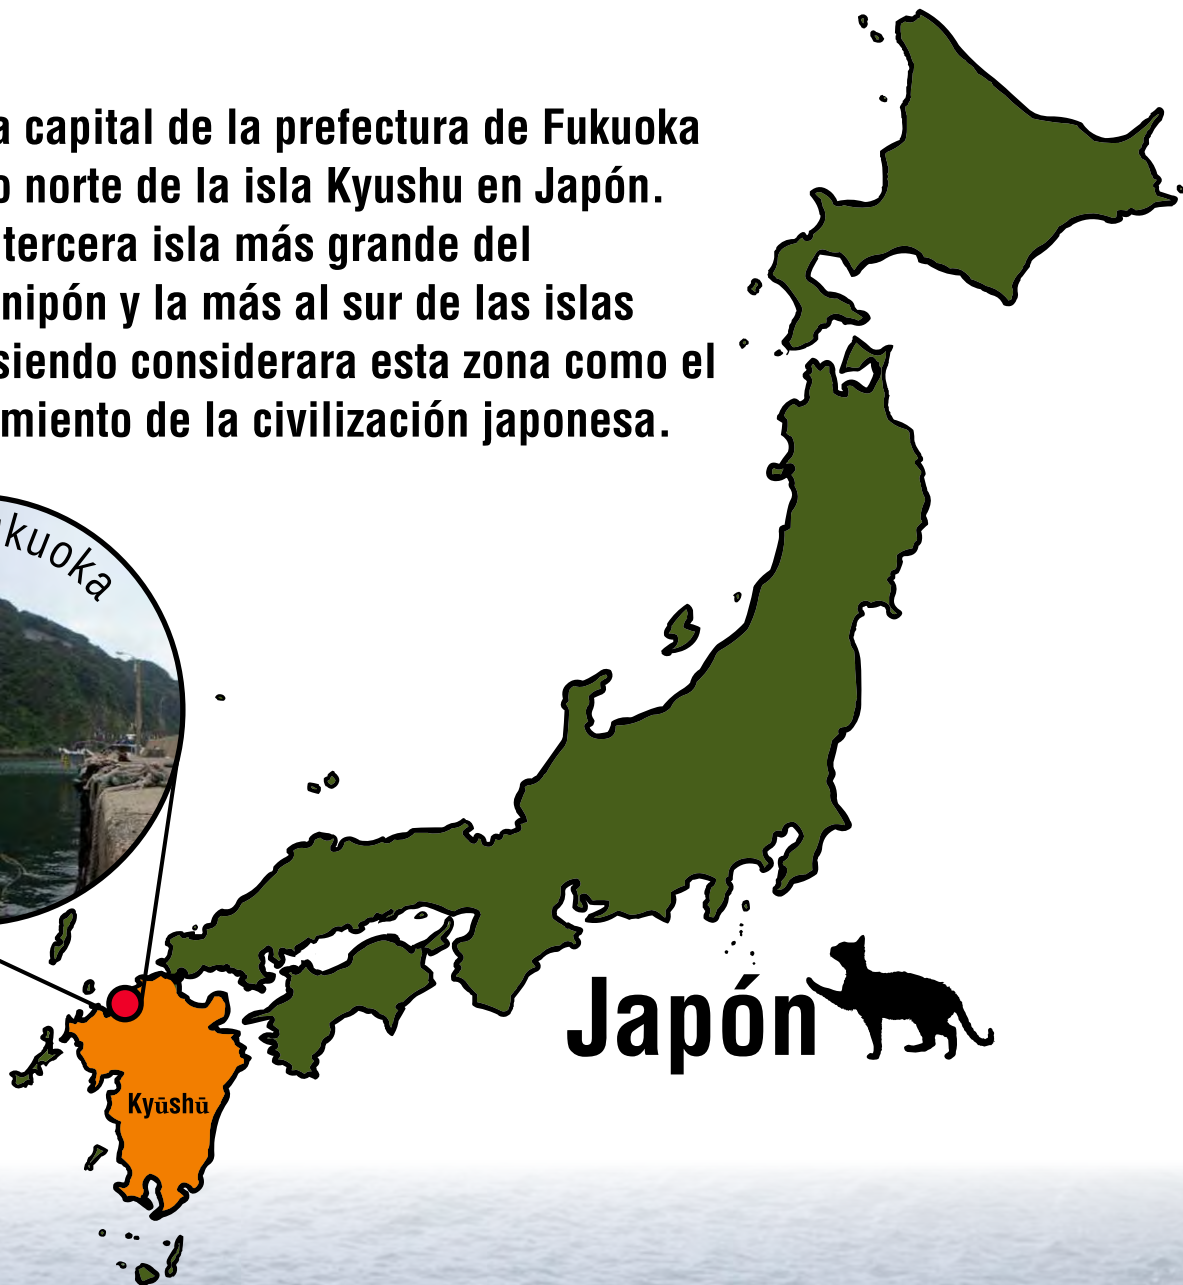 a capital de la prefectura de Fukuoka
o norte de la isla Kyushu en Japón.
tercera isla más grande del
nipón y la más al sur de las islas
siendo considerara esta zona como el
miento de la civilización japonesa.
kuoka
Japón
Kyūshū